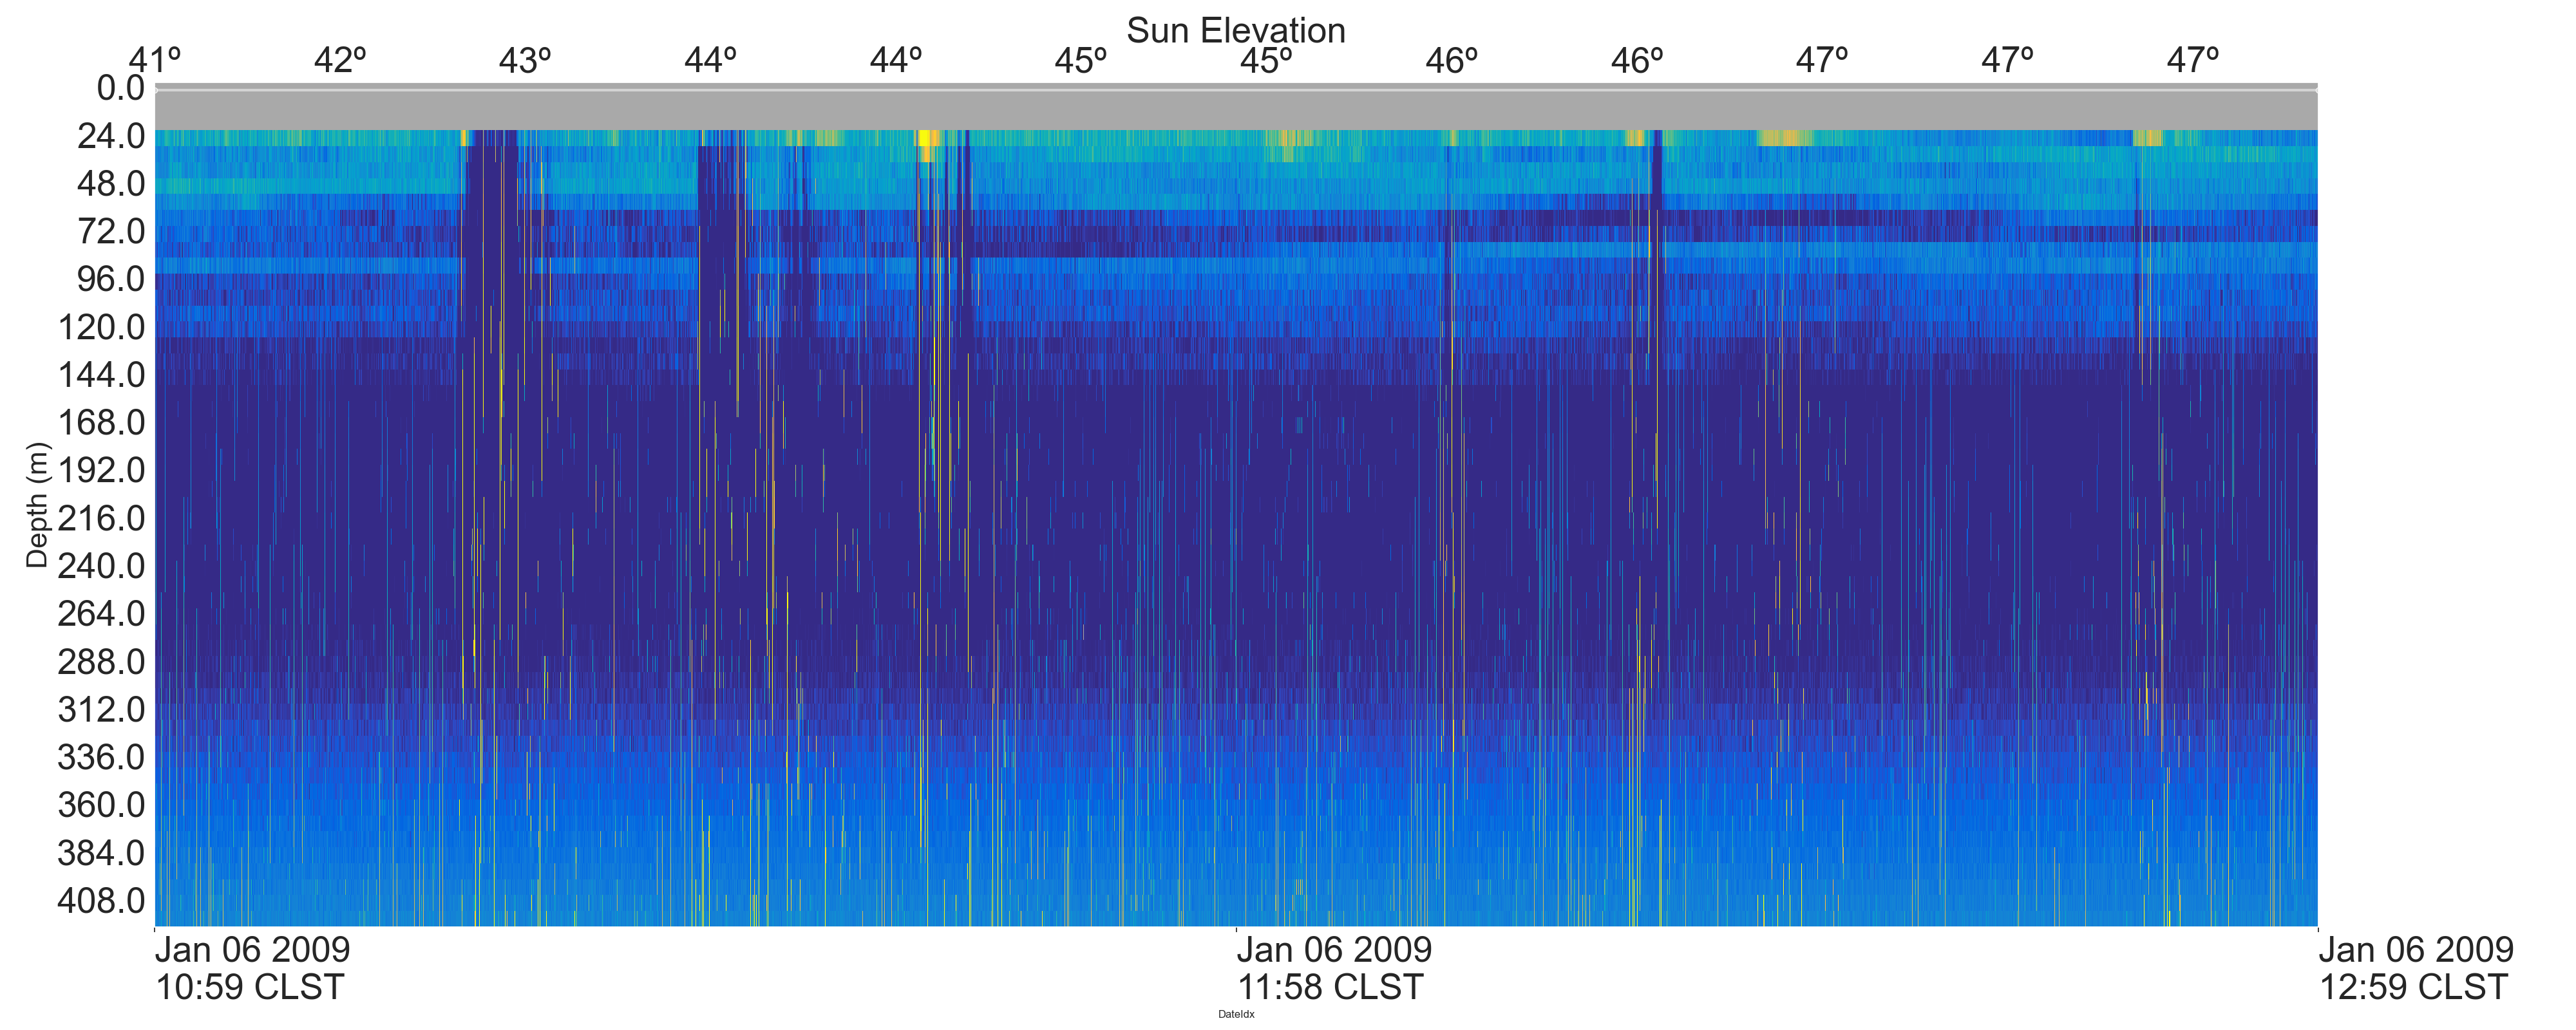 Sun Elevation
41º 42º 43º 44º 44º 45º 45º 46º 46º 47º 47º 47º
0.0
24.0
48.0
72.0
96.0
120.0
144.0
168.0
192.0
216.0
240.0
264.0
288.0
312.0
336.0
360.0
384.0
408.0
Depth (m)
Jan 06 2009
10:59 CLST
Jan 06 2009
11:58 CLST
Jan 06 2009
12:59 CLST
DateIdx